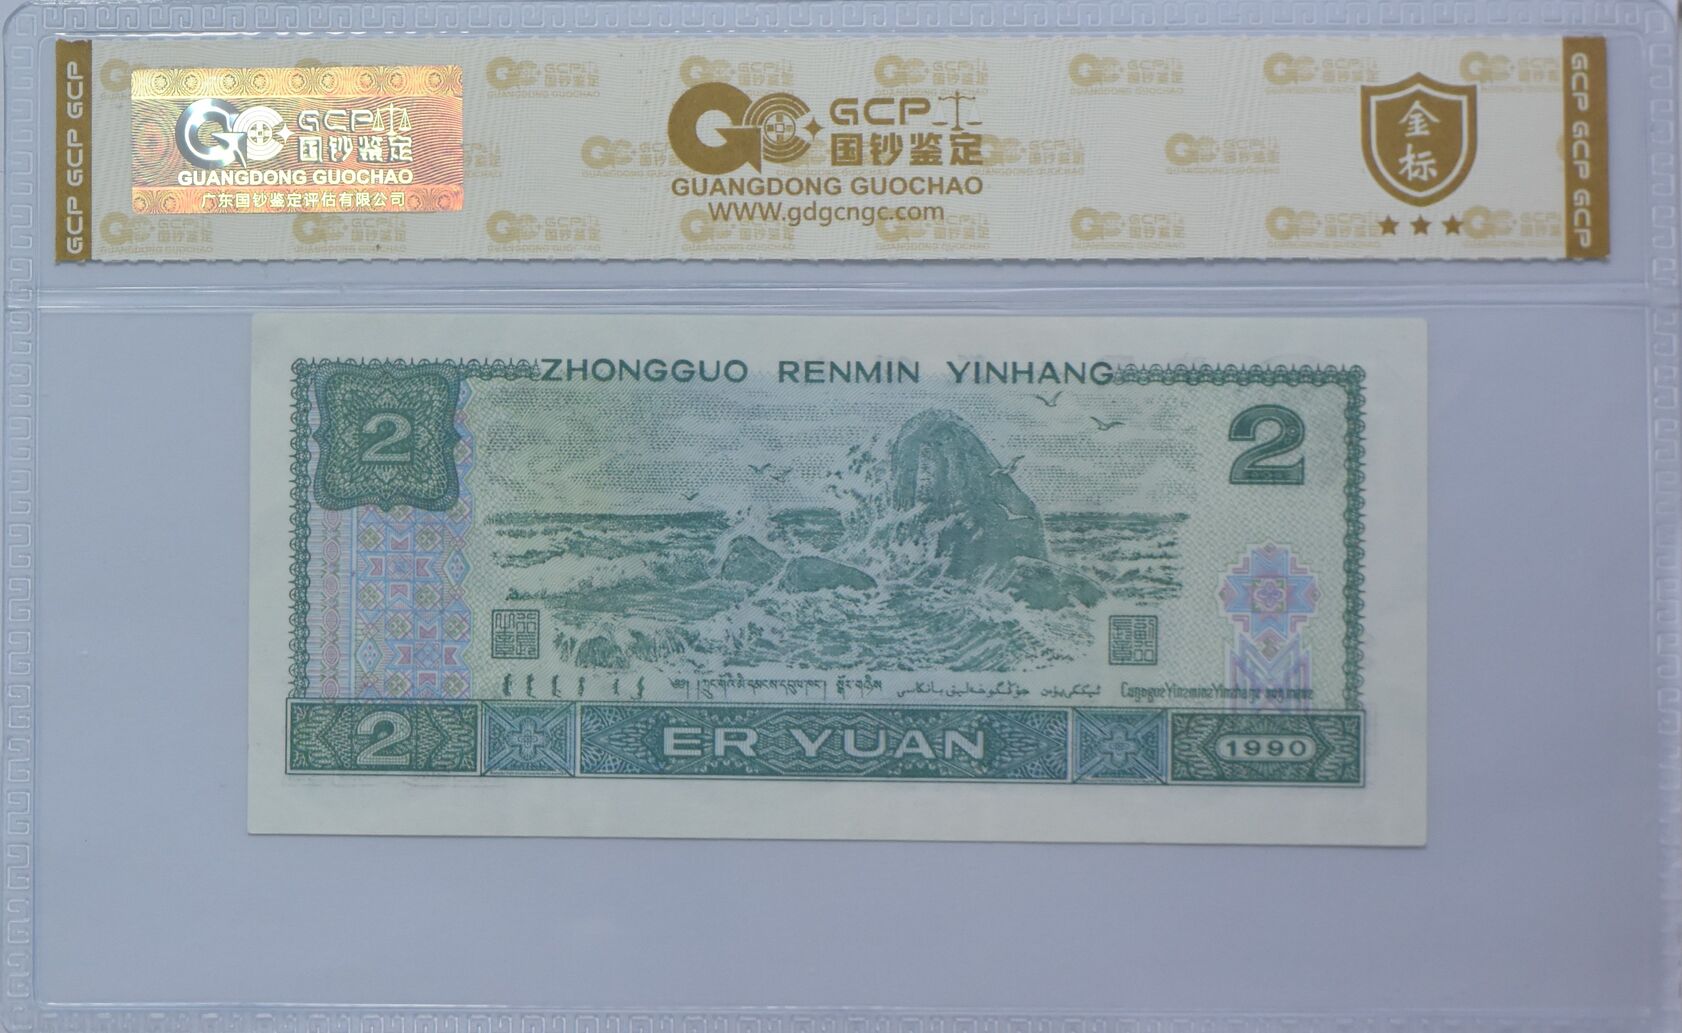 GCP GCP GCP
GCP
国钞鉴定
GUANGDONG GUOCHAO
广东国钞鉴定评估有限公司
GCP
国钞鉴定
GUANGDONG GUOCHAO
WWW.gdgcngc.com
金标
GCP GCP GCP
ZHONGGUO RENMIN YINHANG
2
2
2
ER YUAN
1990